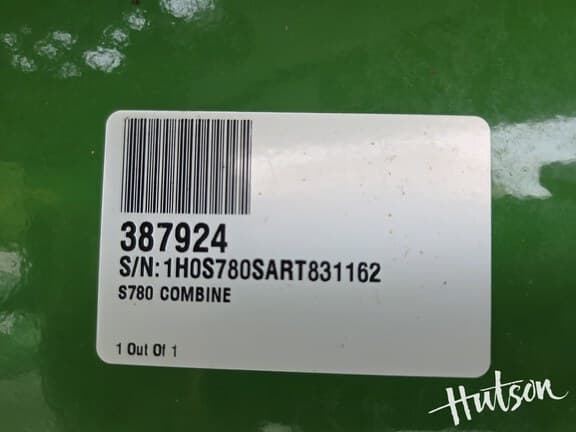 387924
S/N:1H0S780SART831162
S780 COMBINE
1 Out Of 1
Hutson